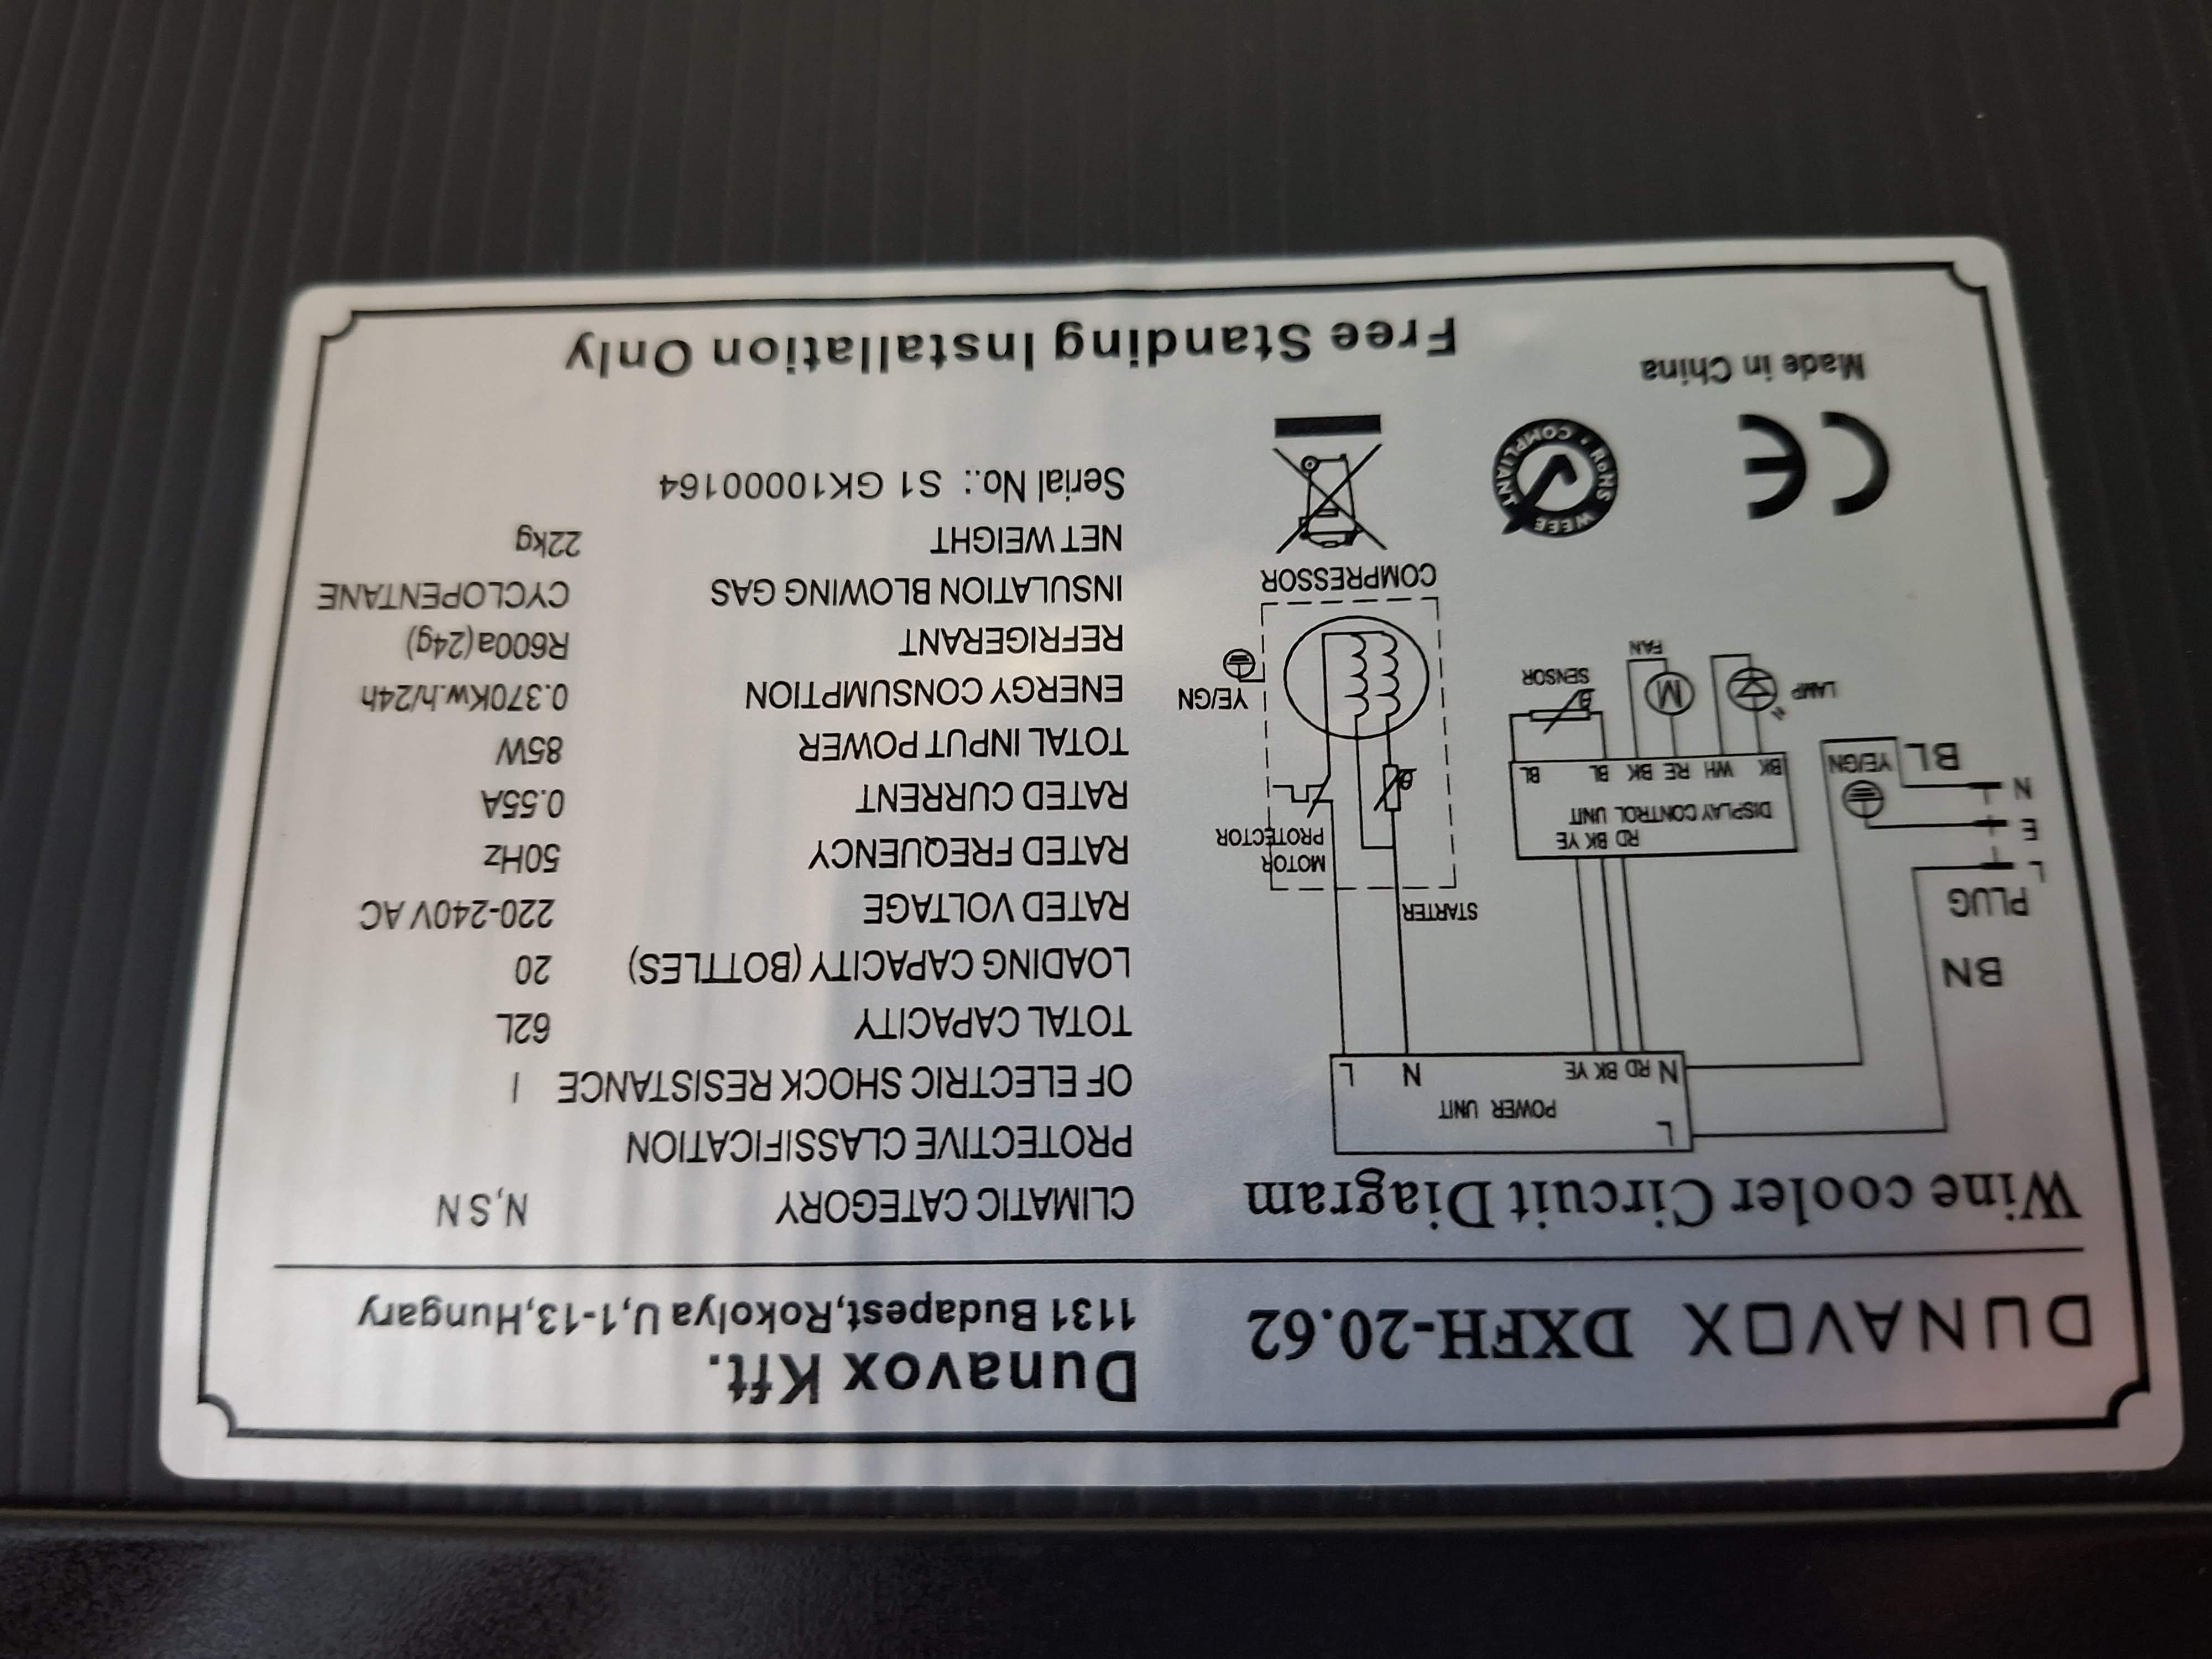 DUNAVOX DXFH-20.62
Dunavox Kft.
1131 Budapest,Rokolya U,1-13,Hungary
Wine cooler Circuit Diagram
L
POWER UNIT
N RD BK YE
N
L
BN
PLUG
L
E
N
BL
YE/GN
RD BK YE
DISPLAY CONTROL UNIT
BK WH RE BK BL BL
LAMP
M
FAN
θ
SENSOR
STARTER
MOTOR
PROTECTOR
θ
YE/GN
COMPRESSOR
CE
RoHS • COMPLIANT
WEEE
Made in China
CLIMATIC CATEGORY N,SN
PROTECTIVE CLASSIFICATION
OF ELECTRIC SHOCK RESISTANCE I
TOTAL CAPACITY 62L
LOADING CAPACITY (BOTTLES) 20
RATED VOLTAGE 220-240V AC
RATED FREQUENCY 50Hz
RATED CURRENT 0.55A
TOTAL INPUT POWER 85W
ENERGY CONSUMPTION 0.370Kw.h/24h
REFRIGERANT R600a(24g)
INSULATION BLOWING GAS CYCLOPENTANE
NET WEIGHT 22kg
Serial No.: S1 GK10000164
Free Standing Installation Only